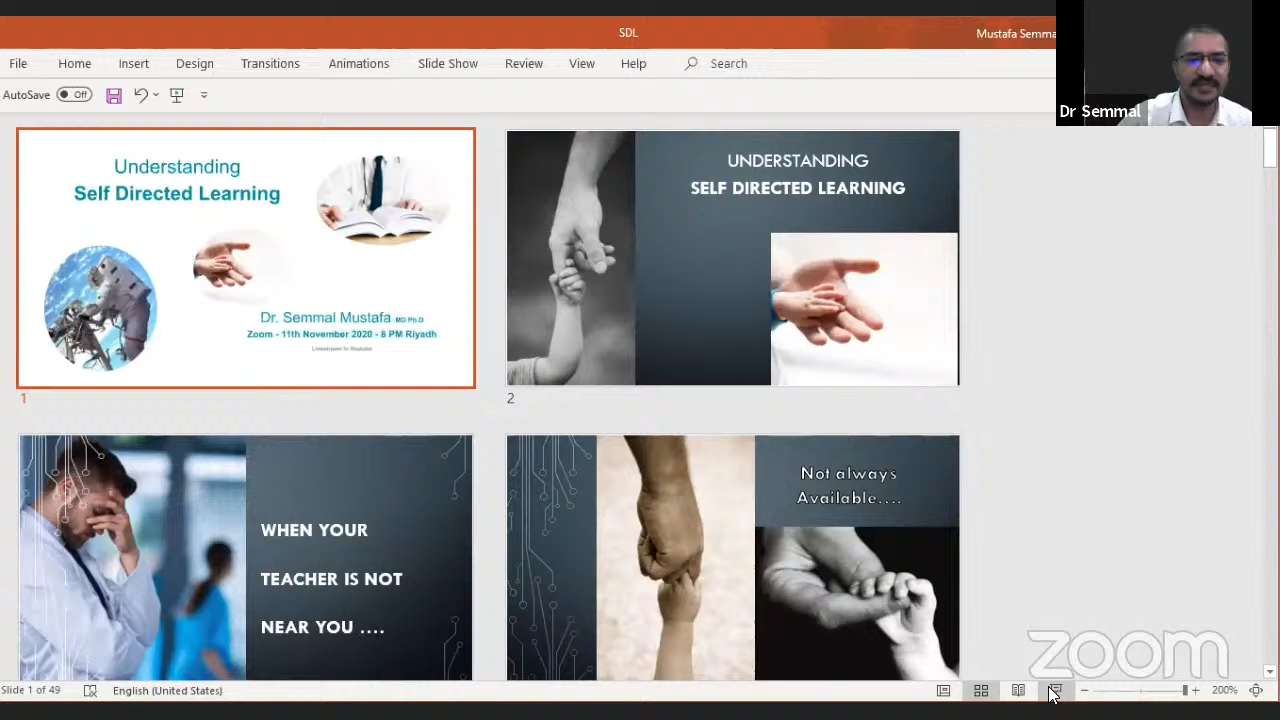 SDL
Mustafa Semma
File Home Insert Design Transitions Animations Slide Show Review View Help Search
AutoSave Off
Dr Semmal
Understanding
Self Directed Learning
Dr. Semmal Mustafa MD Ph.D
Zoom - 11th November 2020 - 8 PM Riyadh
1
UNDERSTANDING
SELF DIRECTED LEARNING
2
WHEN YOUR
TEACHER IS NOT
NEAR YOU ....
Not always
Available....
zoom
Slide 1 of 49 English (United States) 200%